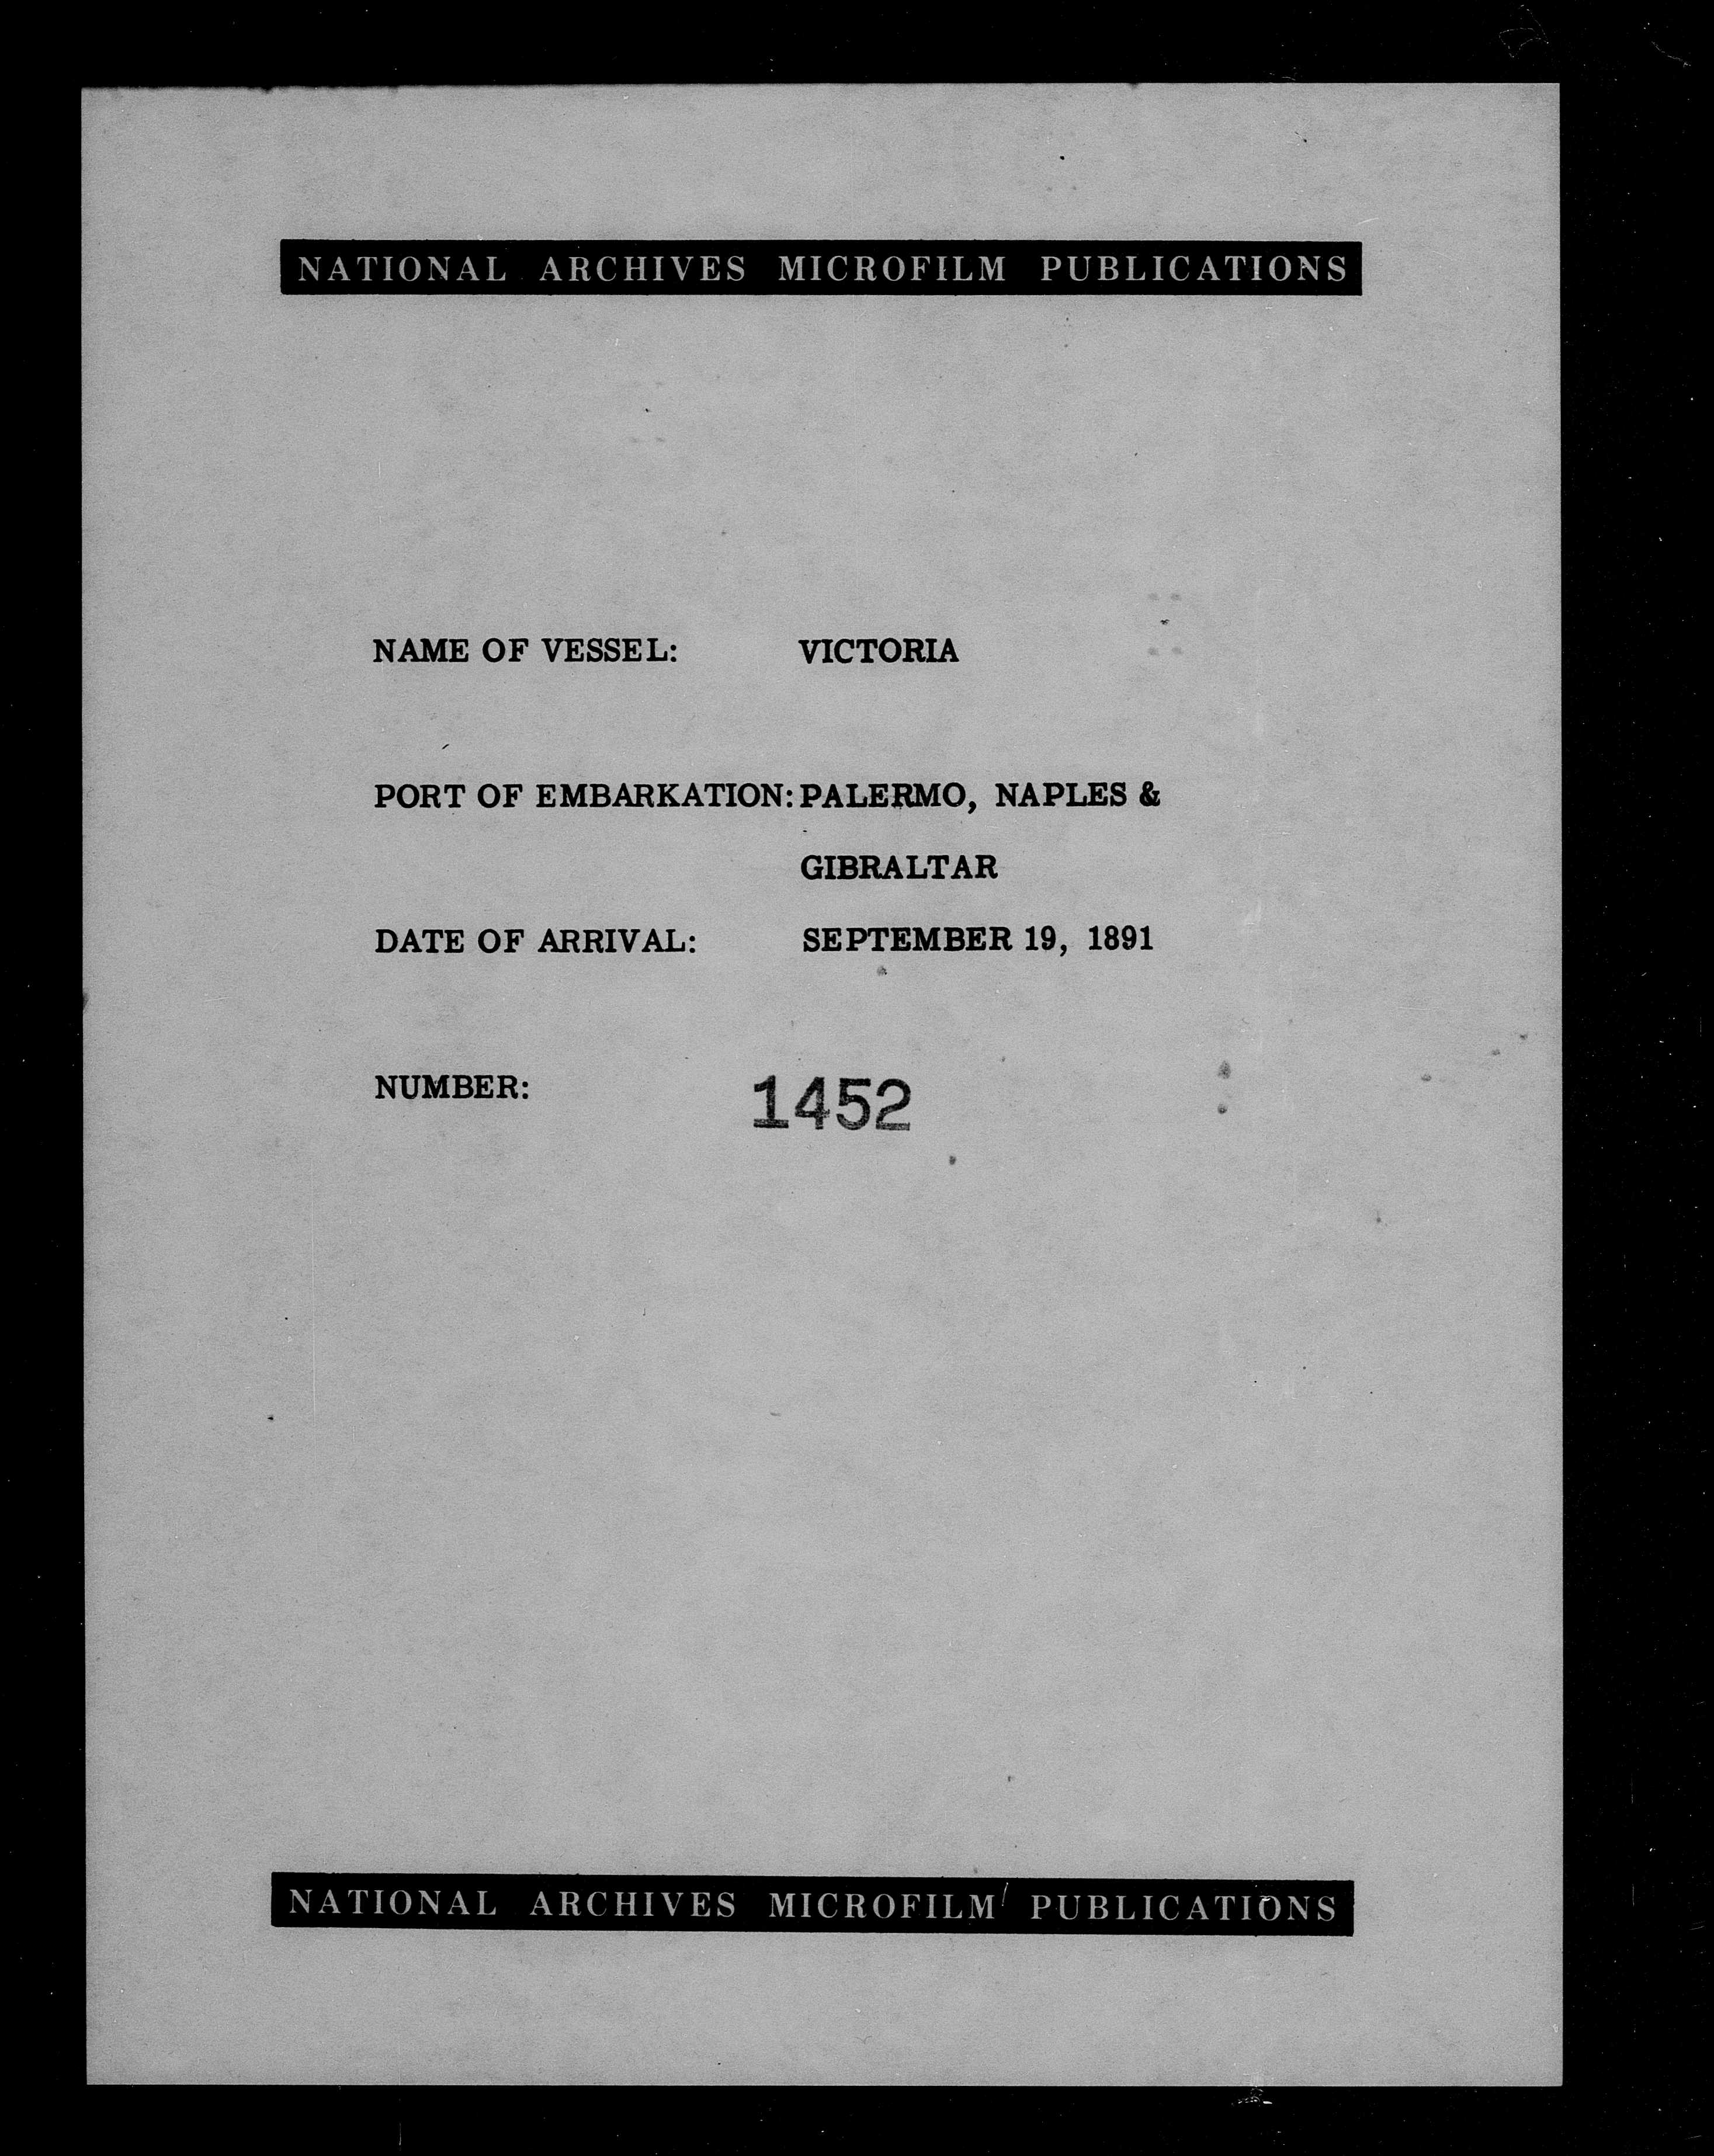 NATIONAL ARCHIVES MICROFILM PUBLICATIONS
NAME OF VESSEL: VICTORIA
PORT OF EMBARKATION: PALERMO, NAPLES &
GIBRALTAR
DATE OF ARRIVAL: SEPTEMBER 19, 1891
NUMBER: 1452
NATIONAL ARCHIVES MICROFILM PUBLICATIONS